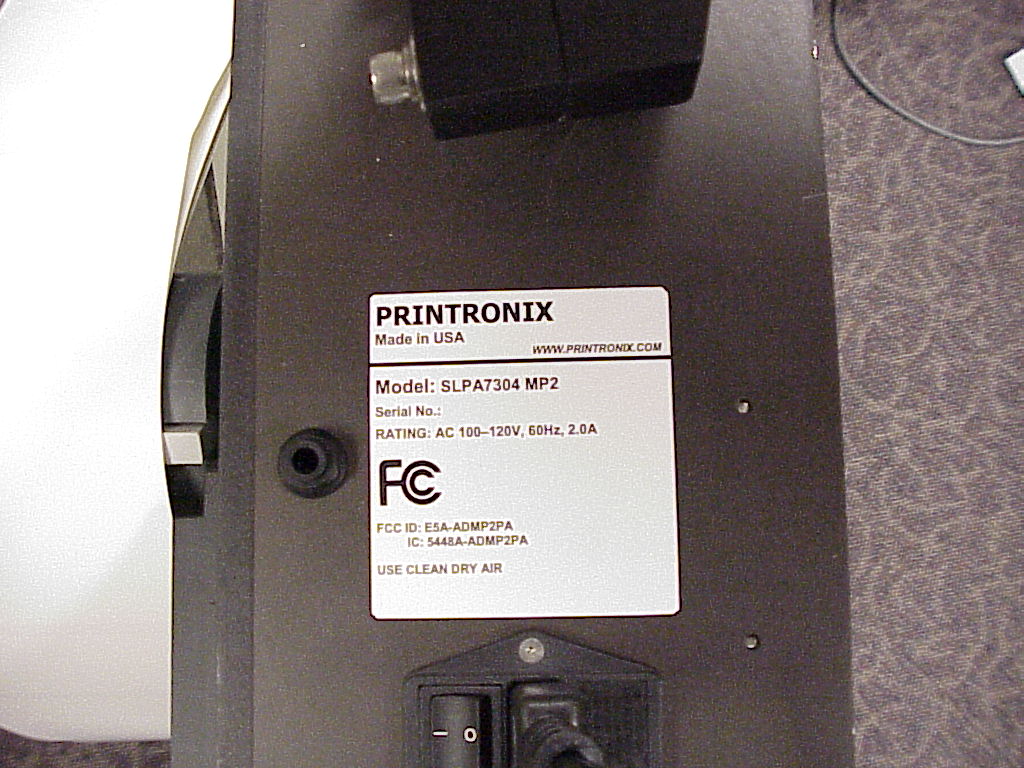 PRINTRONIX
Made in USA
WWW.PRINTRONIX.COM
Model: SLPA7304 MP2
Serial No.:
RATING: AC 100–120V, 60Hz, 2.0A
FC
FCC ID: E5A-ADMP2PA
IC: 5448A-ADMP2PA
USE CLEAN DRY AIR
– O